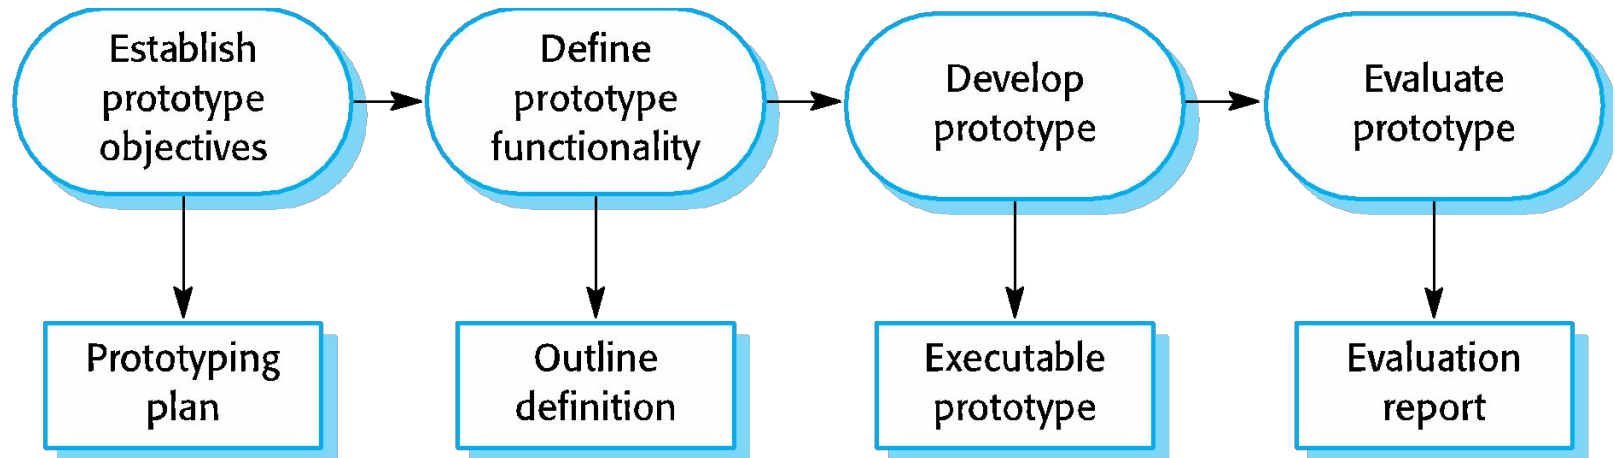 Establish
prototype
objectives
Define
prototype
functionality
Develop
prototype
Evaluate
prototype
Prototyping
plan
Outline
definition
Executable
prototype
Evaluation
report